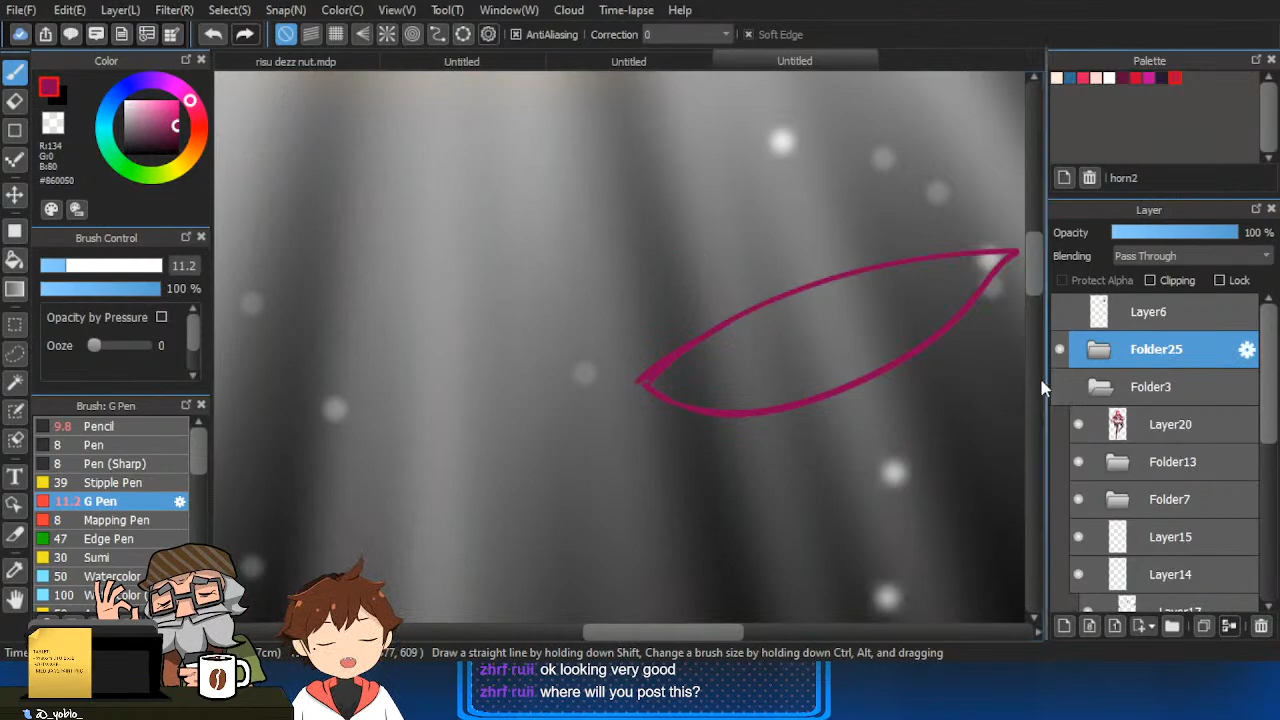 File(F) Edit(E) Layer(L) Filter(R) Select(S) Snap(N) Color(C) View(V) Tool(T) Window(W) Cloud Time-lapse Help
AntiAliasing Correction 0 Soft Edge
Color
risu dezz nut.mdp Untitled Untitled Untitled
Palette
R:134
G:0
B:80
#860050
horn2
Layer
Opacity 100 %
Blending Pass Through
Protect Alpha Clipping Lock
Brush Control
11.2
100 %
Opacity by Pressure
Ooze 0
Brush: G Pen
9.8 Pencil
8 Pen
8 Pen (Sharp)
39 Stipple Pen
11.2 G Pen
8 Mapping Pen
47 Edge Pen
30 Sumi
50 Watercolor
100
Layer6
Folder25
Folder3
Layer20
Folder13
Folder7
Layer15
Layer14
Layer17
609) Draw a straight line by holding down Shift, Change a brush size by holding down Ctrl, Alt, and dragging
zhrf ruii ok looking very good
zhrf ruii where will you post this?
TABLET:
@_yoblo_